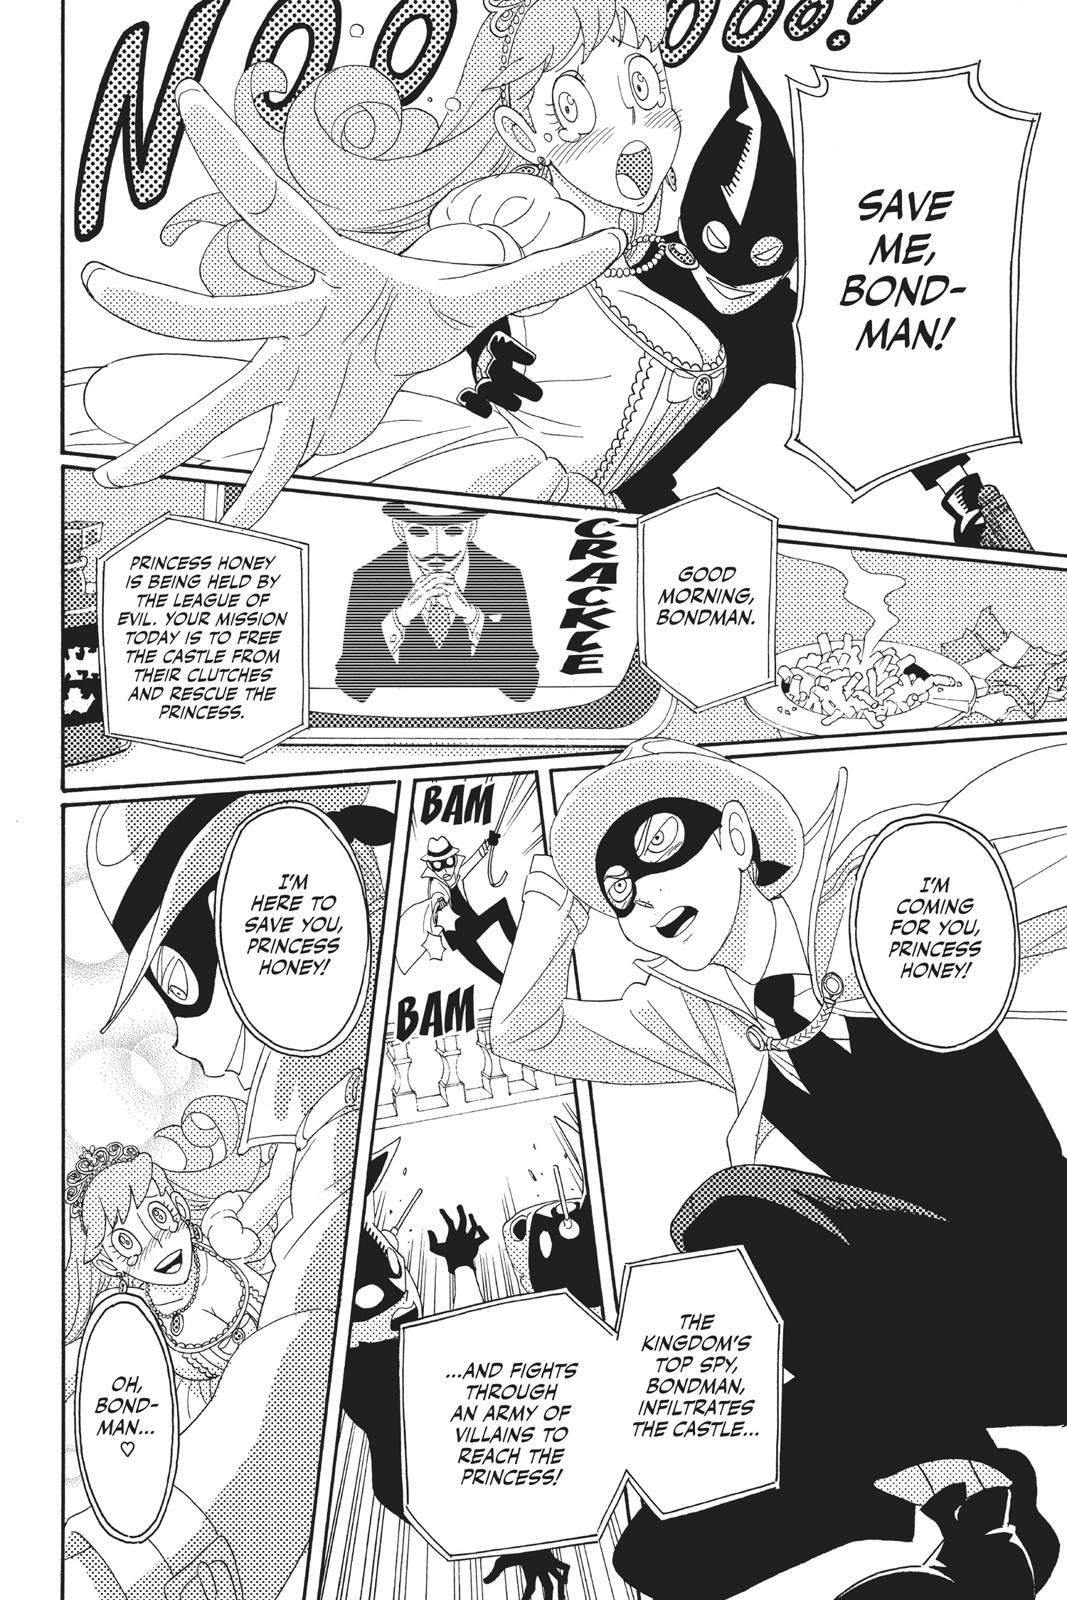 NOOOOOO!
SAVE
ME,
BOND-
MAN!
GOOD
MORNING,
BONDMAN.
CRACKLE
PRINCESS HONEY
IS BEING HELD BY
THE LEAGUE OF
EVIL. YOUR MISSION
TODAY IS TO FREE
THE CASTLE FROM
THEIR CLUTCHES
AND RESCUE THE
PRINCESS.
I'M
COMING
FOR YOU,
PRINCESS
HONEY!
THE
KINGDOM'S
TOP SPY,
BONDMAN,
INFILTRATES
THE CASTLE...
BAM
BAM
...AND FIGHTS
THROUGH
AN ARMY OF
VILLAINS TO
REACH THE
PRINCESS!
I'M
HERE TO
SAVE YOU,
PRINCESS
HONEY!
OH,
BOND-
MAN...
♡